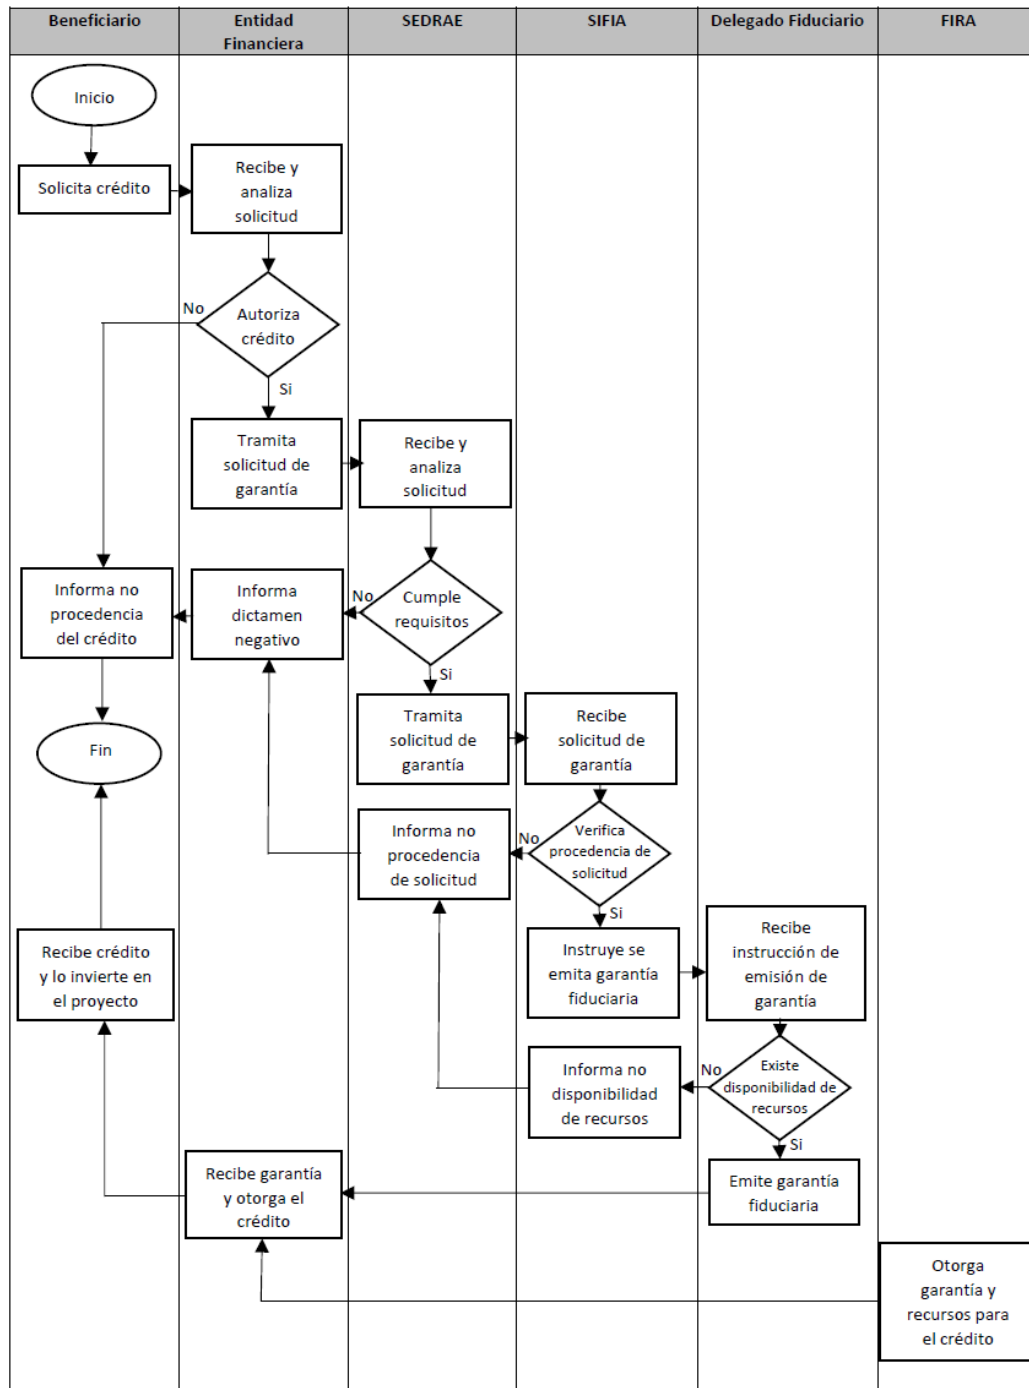 Beneficiario
Entidad
Financiera
SEDRAE
SIFIA
Delegado Fiduciario
FIRA
Inicio
Solicita crédito
Recibe y
analiza
solicitud
No
Autoriza
crédito
Si
Tramita
solicitud de
garantía
Recibe y
analiza
solicitud
Informa no
procedencia
del crédito
Informa
dictamen
negativo
No
Cumple
requisitos
Si
Fin
Tramita
solicitud de
garantía
Recibe
solicitud de
garantía
Informa no
procedencia
de solicitud
No
Verifica
procedencia de
solicitud
Si
Recibe crédito
y lo invierte en
el proyecto
Instruye se
emita garantía
fiduciaria
Recibe
instrucción de
emisión de
garantía
Informa no
disponibilidad
de recursos
No
Existe
disponibilidad de
recursos
Si
Recibe garantía
y otorga el
crédito
Emite garantía
fiduciaria
Otorga
garantía y
recursos para
el crédito